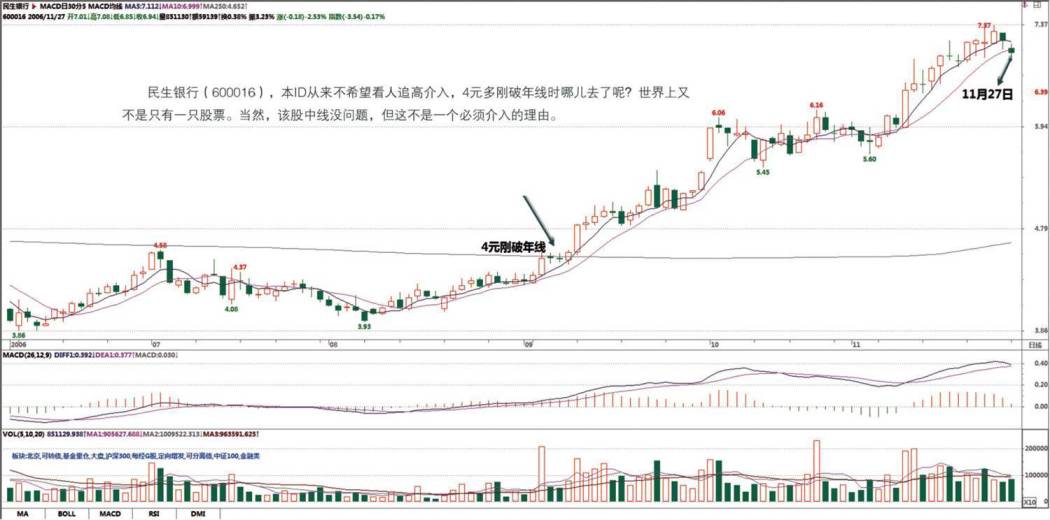 民生银行 MACD日30分5 MACD均线 MA5:7.112↓MA10:6.999↑MA250:4.652↑
600016 2006/11/27 开7.01↓高7.08↓低6.85↓收6.94↓量851130↑额59139↑换0.38% 振3.23% 涨(-0.18)-2.53% 指数(-3.54)-0.17%
7.37
7.37
民生银行(600016),本ID从来不希望看人追高介入,4元多刚破年线时哪儿去了呢?世界上又
不是只有一只股票。当然,该股中线没问题,但这不是一个必须介入的理由。
11月27日
6.39
6.06
6.16
5.94
5.45
5.60
4元刚破年线
4.79
4.58
4.37
4.08
3.93
3.86
3.86
2006 07 08 09 10 11 日线
MACD(26,12,9) DIFF1:0.392↓DEA1:0.377↑MACD:0.030↓
0.40
0.20
0.00
VOL(5,10,20) 851129.938↑MA1:905627.688↓MA2:1009522.313↓MA3:963591.625↑
板块:北京,可转债,基金重仓,大盘,沪深300,每经G股,定向增发,可分离债,中证100,金融类
200000
100000
0
X10
MA BOLL MACD RSI DMI